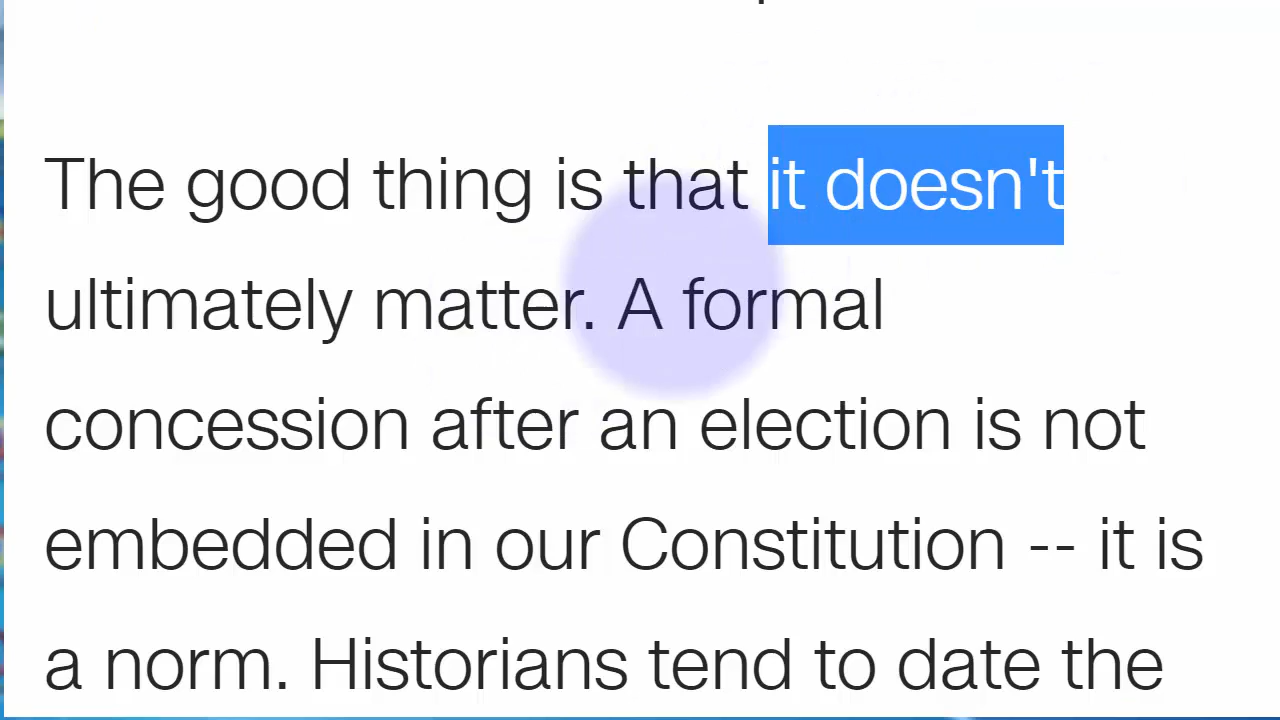 The good thing is that it doesn't
ultimately matter. A formal
concession after an election is not
embedded in our Constitution -- it is
a norm. Historians tend to date the